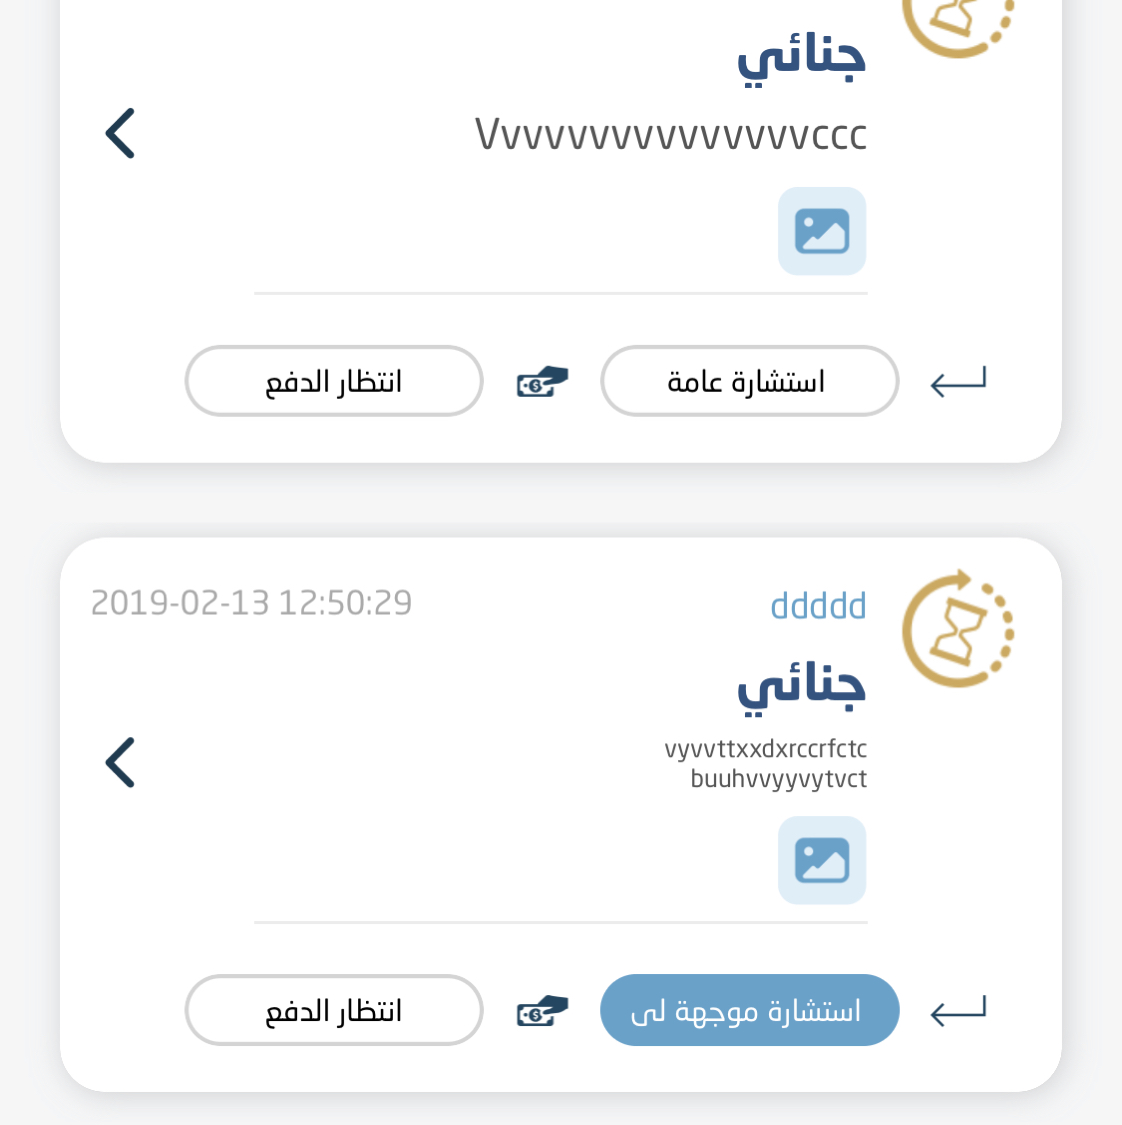 جنائي
Vvvvvvvvvvvvvvvccc
استشارة عامة
انتظار الدفع
ddddd
2019-02-13 12:50:29
جنائي
vyvvttxxdxrccrfctc
buuhvvyyvytvct
استشارة موجهة لى
انتظار الدفع